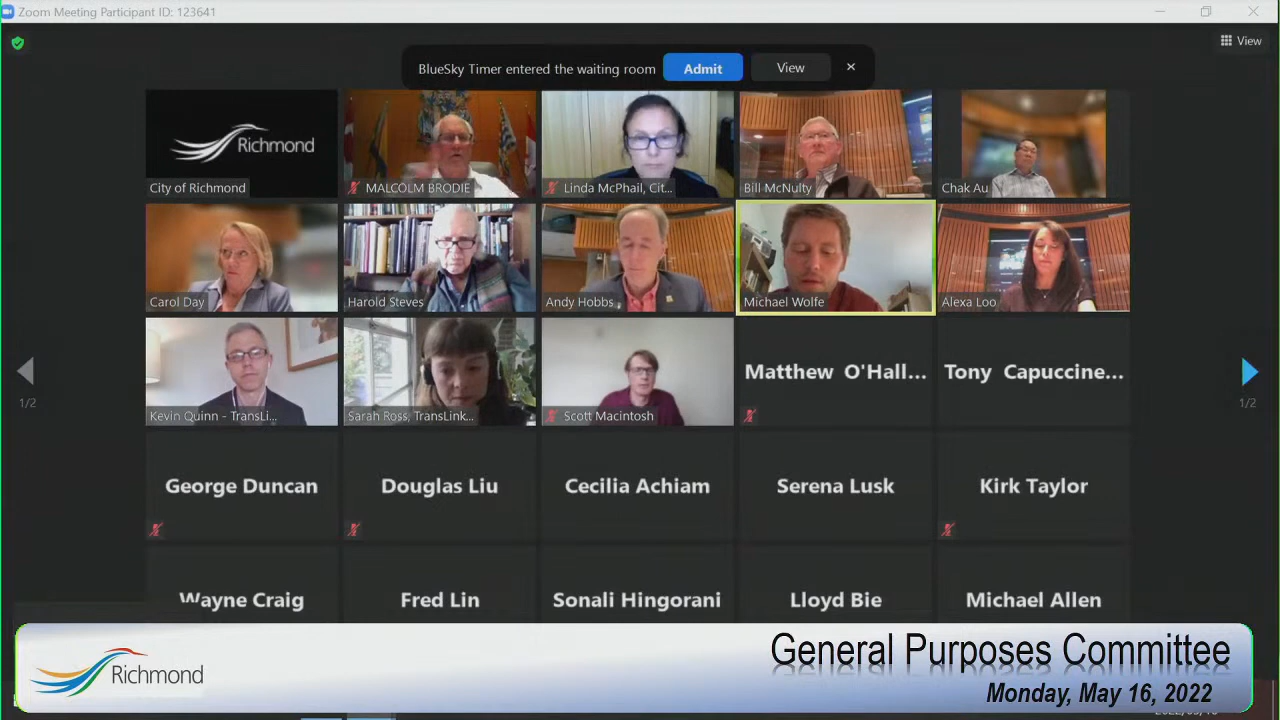 Zoom Meeting Participant ID: 123641
View
BlueSky Timer entered the waiting room
Admit
View
Richmond
City of Richmond
MALCOLM BRODIE
Linda McPhail, Cit...
Bill McNulty
Chak Au
Carol Day
Harold Steves
Andy Hobbs
Michael Wolfe
Alexa Loo
Kevin Quinn - TransLi...
Sarah Ross, TransLink...
Scott Macintosh
Matthew O'Hall...
Tony Capuccine...
1/2
1/2
George Duncan
Douglas Liu
Cecilia Achiam
Serena Lusk
Kirk Taylor
Wayne Craig
Fred Lin
Sonali Hingorani
Lloyd Bie
Michael Allen
Richmond
General Purposes Committee
Monday, May 16, 2022